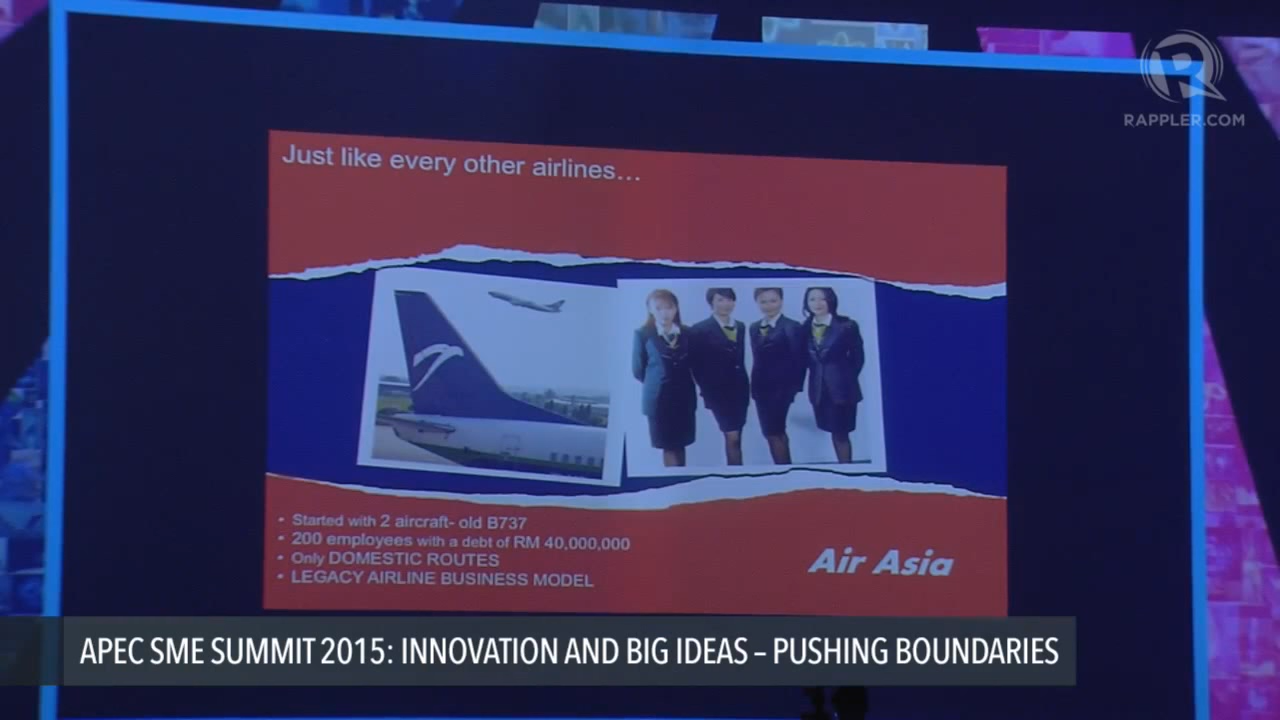 RAPPLER.COM
Just like every other airlines...
• Started with 2 aircraft- old B737
• 200 employees with a debt of RM 40,000,000
• Only DOMESTIC ROUTES
• LEGACY AIRLINE BUSINESS MODEL
Air Asia
APEC SME SUMMIT 2015: INNOVATION AND BIG IDEAS – PUSHING BOUNDARIES